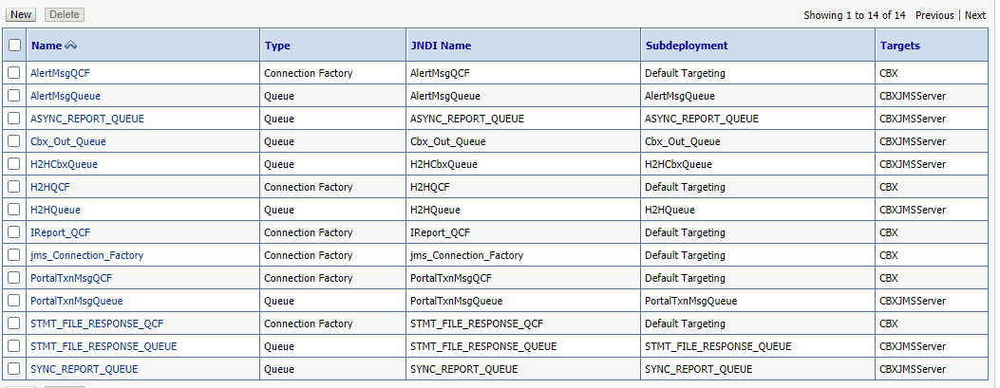 New Delete Showing 1 to 14 of 14 Previous | Next
Name Type JNDI Name Subdeployment Targets
AlertMsgQCF Connection Factory AlertMsgQCF Default Targeting CBX
AlertMsgQueue Queue AlertMsgQueue AlertMsgQueue CBXJMSServer
ASYNC_REPORT_QUEUE Queue ASYNC_REPORT_QUEUE ASYNC_REPORT_QUEUE CBXJMSServer
Cbx_Out_Queue Queue Cbx_Out_Queue Cbx_Out_Queue CBXJMSServer
H2HCbxQueue Queue H2HCbxQueue H2HCbxQueue CBXJMSServer
H2HQCF Connection Factory H2HQCF Default Targeting CBX
H2HQueue Queue H2HQueue H2HQueue CBXJMSServer
IReport_QCF Connection Factory IReport_QCF Default Targeting CBX
jms_Connection_Factory Connection Factory jms_Connection_Factory Default Targeting CBX
PortalTxnMsgQCF Connection Factory PortalTxnMsgQCF Default Targeting CBX
PortalTxnMsgQueue Queue PortalTxnMsgQueue PortalTxnMsgQueue CBXJMSServer
STMT_FILE_RESPONSE_QCF Connection Factory STMT_FILE_RESPONSE_QCF Default Targeting CBX
STMT_FILE_RESPONSE_QUEUE Queue STMT_FILE_RESPONSE_QUEUE STMT_FILE_RESPONSE_QUEUE CBXJMSServer
SYNC_REPORT_QUEUE Queue SYNC_REPORT_QUEUE SYNC_REPORT_QUEUE CBXJMSServer